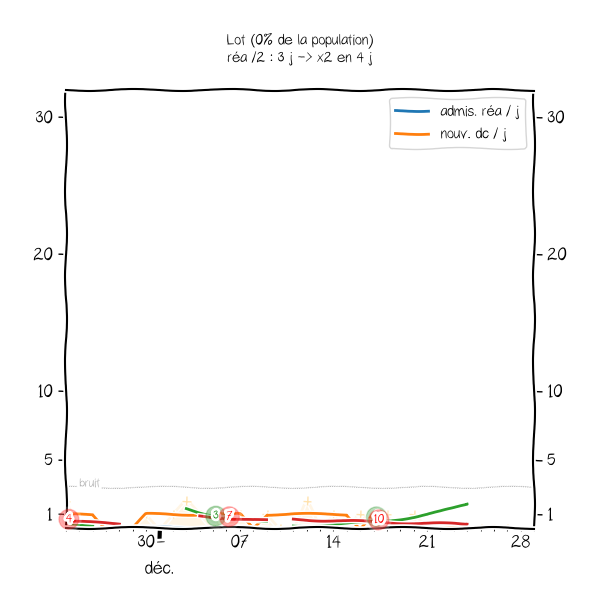 Lot (0% de la population)
réa /2 : 3 j -> x2 en 4 j
admis. réa / j
nouv. dc / j
30 30
20 20
10 10
5 5
bruit
1 1
4 3 7 10
30 07 14 21 28
déc.